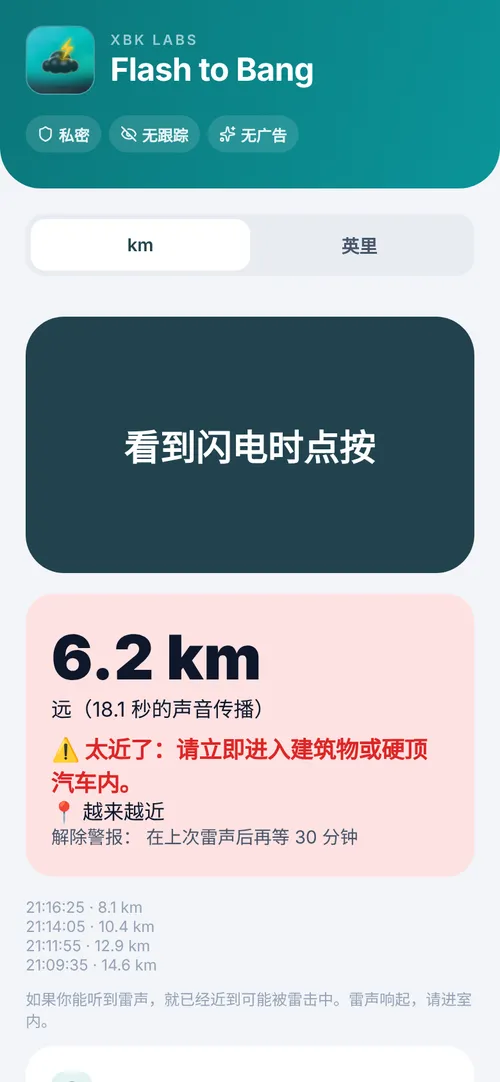 XBK LABS
Flash to Bang
私密
无跟踪
无广告
km
英里
看到闪电时点按
6.2 km
远（18.1 秒的声音传播）
⚠️ 太近了：请立即进入建筑物或硬顶
汽车内。
📍 越来越近
解除警报： 在上次雷声后再等 30 分钟
21:16:25 · 8.1 km
21:14:05 · 10.4 km
21:11:55 · 12.9 km
21:09:35 · 14.6 km
如果你能听到雷声，就已经近到可能被雷击中。雷声响起，请进室
内。